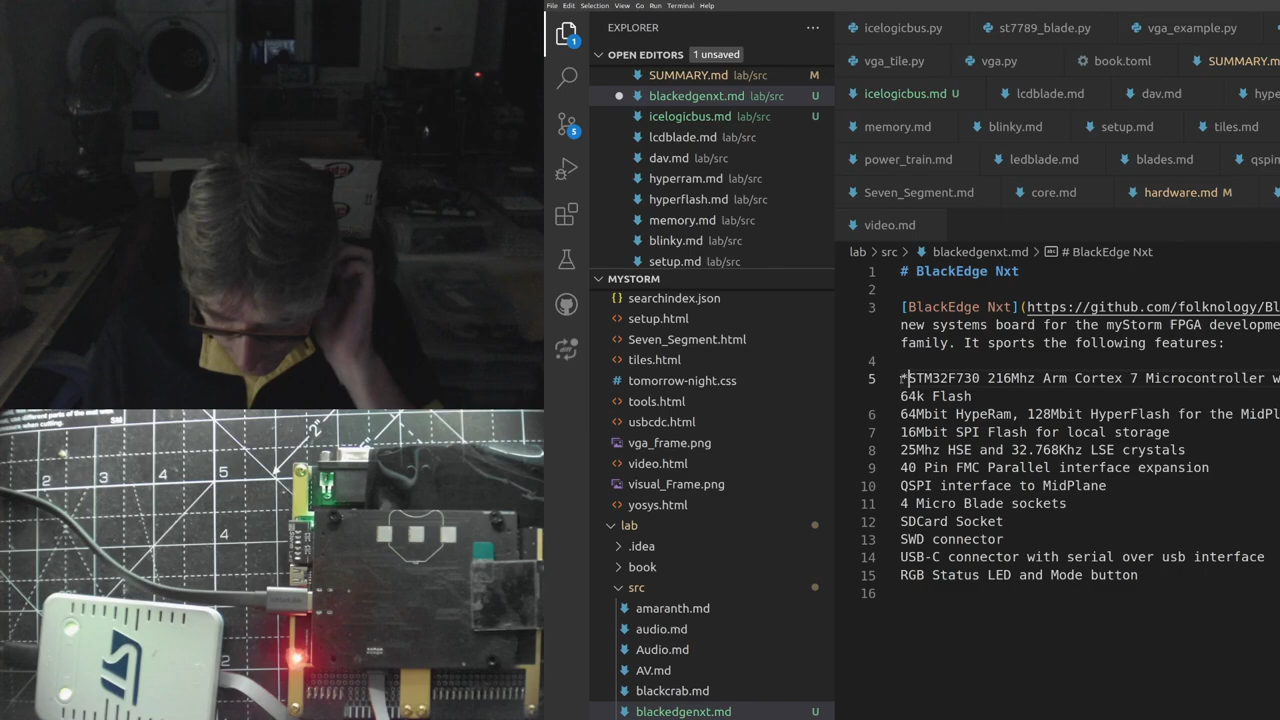 File Edit Selection View Go Run Terminal Help
EXPLORER
OPEN EDITORS 1 unsaved
SUMMARY.md lab/src M
blackedgenxt.md lab/src U
icelogicbus.md lab/src U
lcdblade.md lab/src
dav.md lab/src
hyperram.md lab/src
hyperflash.md lab/src
memory.md lab/src
blinky.md lab/src
setup.md lab/src
MYSTORM
searchindex.json
setup.html
Seven_Segment.html
tiles.html
tomorrow-night.css
tools.html
usbcdc.html
vga_frame.png
video.html
visual_Frame.png
yosys.html
lab
.idea
book
src
amaranth.md
audio.md
Audio.md
AV.md
blackcrab.md
blackedgenxt.md U
1
5
icelogicbus.py st7789_blade.py vga_example.py
vga_tile.py vga.py book.toml SUMMARY.m
icelogicbus.md U lcdblade.md dav.md hype
memory.md blinky.md setup.md tiles.md
power_train.md ledblade.md blades.md qspin
Seven_Segment.md core.md hardware.md M
video.md
lab > src > blackedgenxt.md > # BlackEdge Nxt
1 # BlackEdge Nxt
2
3 [BlackEdge Nxt](https://github.com/folknology/Bl
new systems board for the myStorm FPGA developme
family. It sports the following features:
4
5 *STM32F730 216Mhz Arm Cortex 7 Microcontroller w
64k Flash
6 64Mbit HypeRam, 128Mbit HyperFlash for the MidPl
7 16Mbit SPI Flash for local storage
8 25Mhz HSE and 32.768Khz LSE crystals
9 40 Pin FMC Parallel interface expansion
10 QSPI interface to MidPlane
11 4 Micro Blade sockets
12 SDCard Socket
13 SWD connector
14 USB-C connector with serial over usb interface
15 RGB Status LED and Mode button
16
2 3 4 5
2"
5
4
2